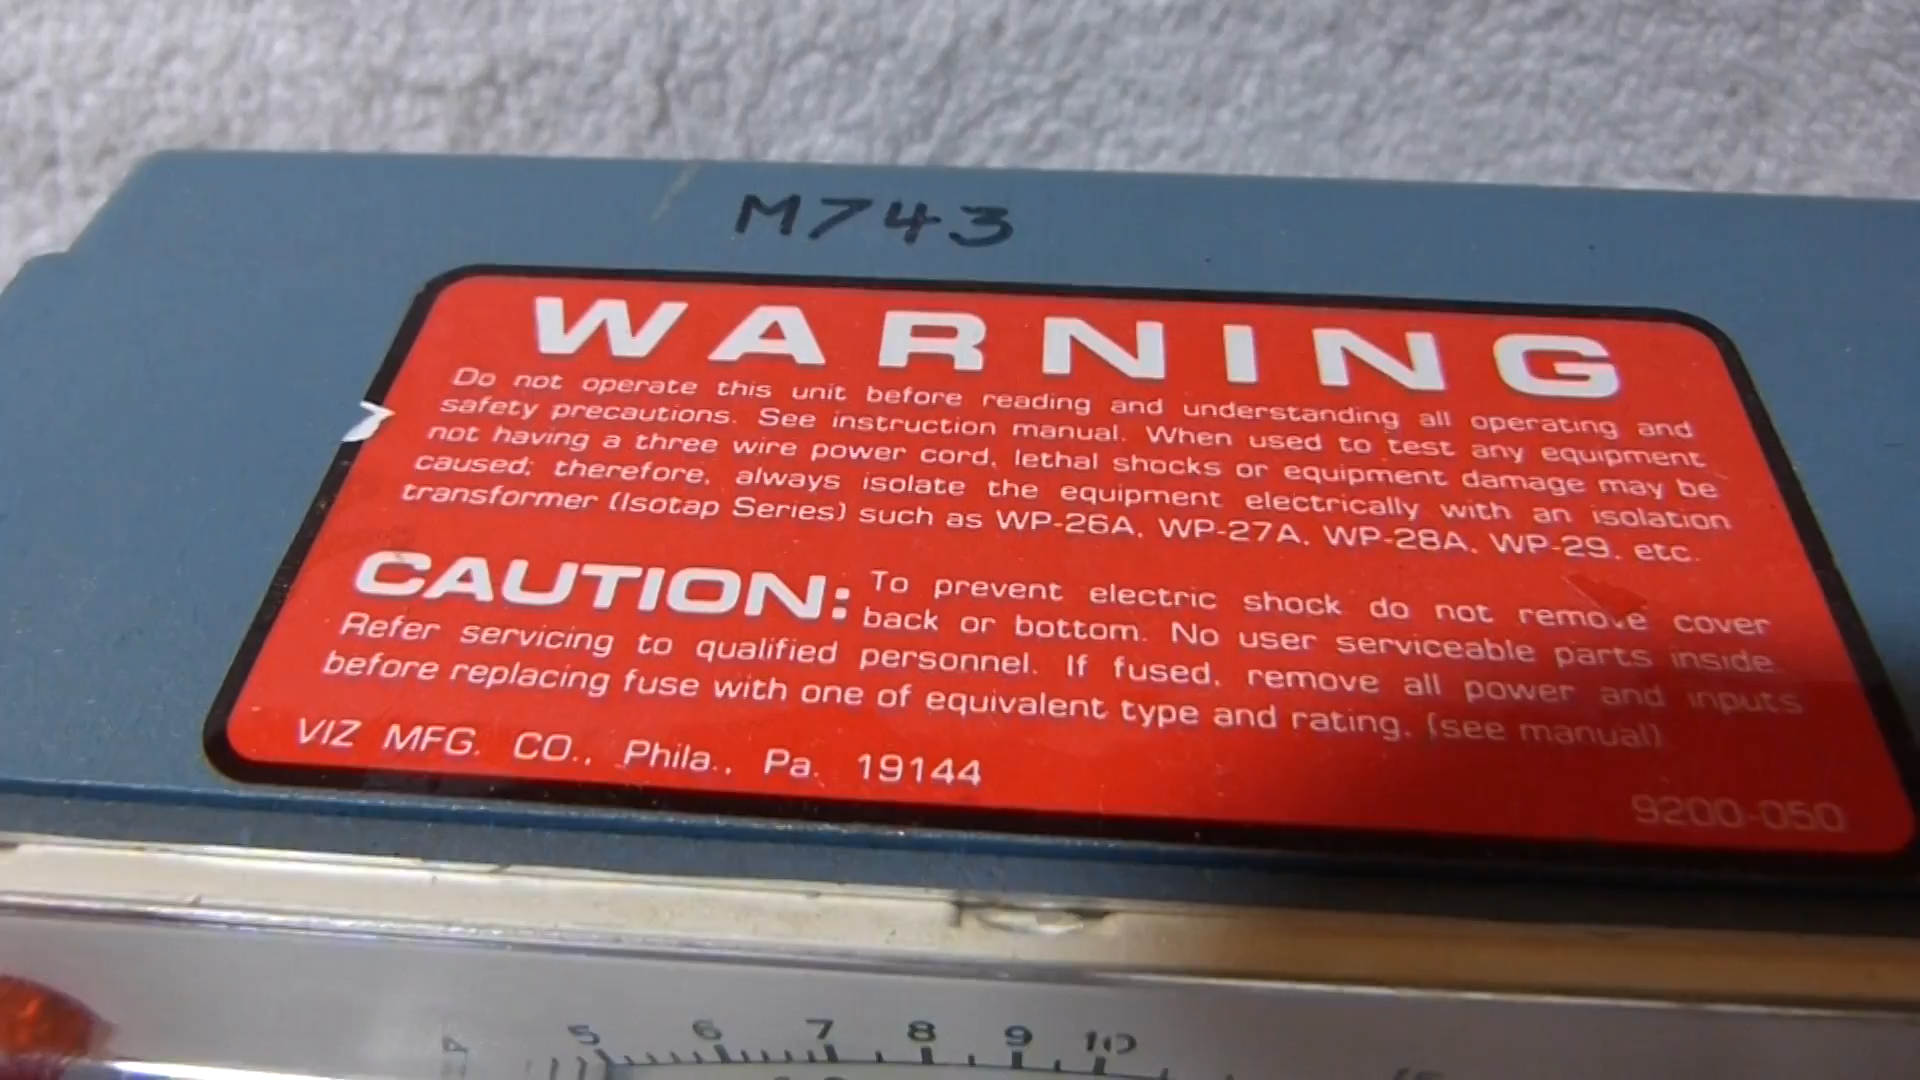 M743
WARNING
Do not operate this unit before reading and understanding all operating and
safety precautions. See instruction manual. When used to test any equipment
not having a three wire power cord, lethal shocks or equipment damage may be
caused; therefore, always isolate the equipment electrically with an isolation
transformer (Isotap Series) such as WP-26A, WP-27A, WP-28A, WP-29, etc.
CAUTION: To prevent electric shock do not remove cover
back or bottom. No user serviceable parts inside.
Refer servicing to qualified personnel. If fused, remove all power and inputs
before replacing fuse with one of equivalent type and rating. (see manual)
VIZ MFG. CO., Phila., Pa. 19144
9200-050
5 6 7 8 9 10